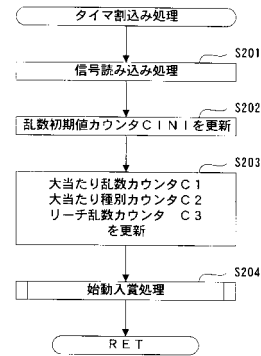 タイマ割込み処理
S201
信号読み込み処理
S202
乱数初期値カウンタCINIを更新
S203
大当たり乱数カウンタC1
大当たり種別カウンタC2
リーチ乱数カウンタ C3
を更新
S204
始動入賞処理
RET